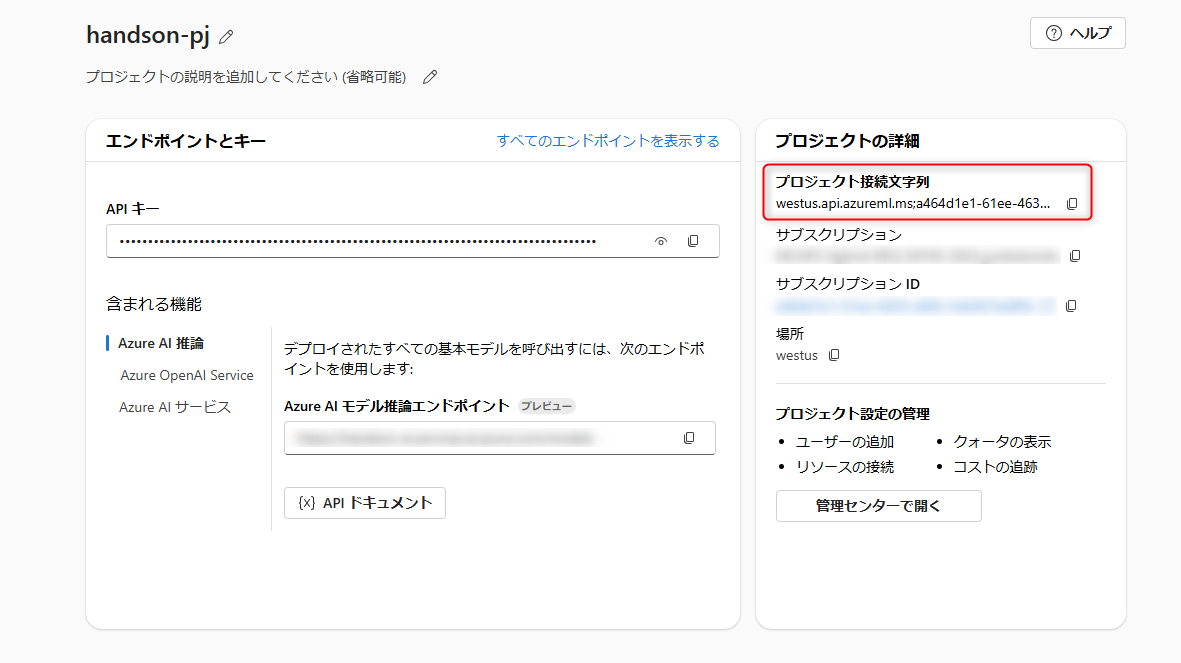 handson-pj
ヘルプ
プロジェクトの説明を追加してください (省略可能)
エンドポイントとキー
すべてのエンドポイントを表示する
API キー
含まれる機能
Azure AI 推論
Azure OpenAI Service
Azure AI サービス
デプロイされたすべての基本モデルを呼び出すには、次のエンドポ
イントを使用します:
Azure AI モデル推論エンドポイント プレビュー
{x} API ドキュメント
プロジェクトの詳細
プロジェクト接続文字列
westus.api.azureml.ms;a464d1e1-61ee-463...
サブスクリプション
サブスクリプション ID
場所
westus
プロジェクト設定の管理
• ユーザーの追加
• クォータの表示
• リソースの接続
• コストの追跡
管理センターで開く